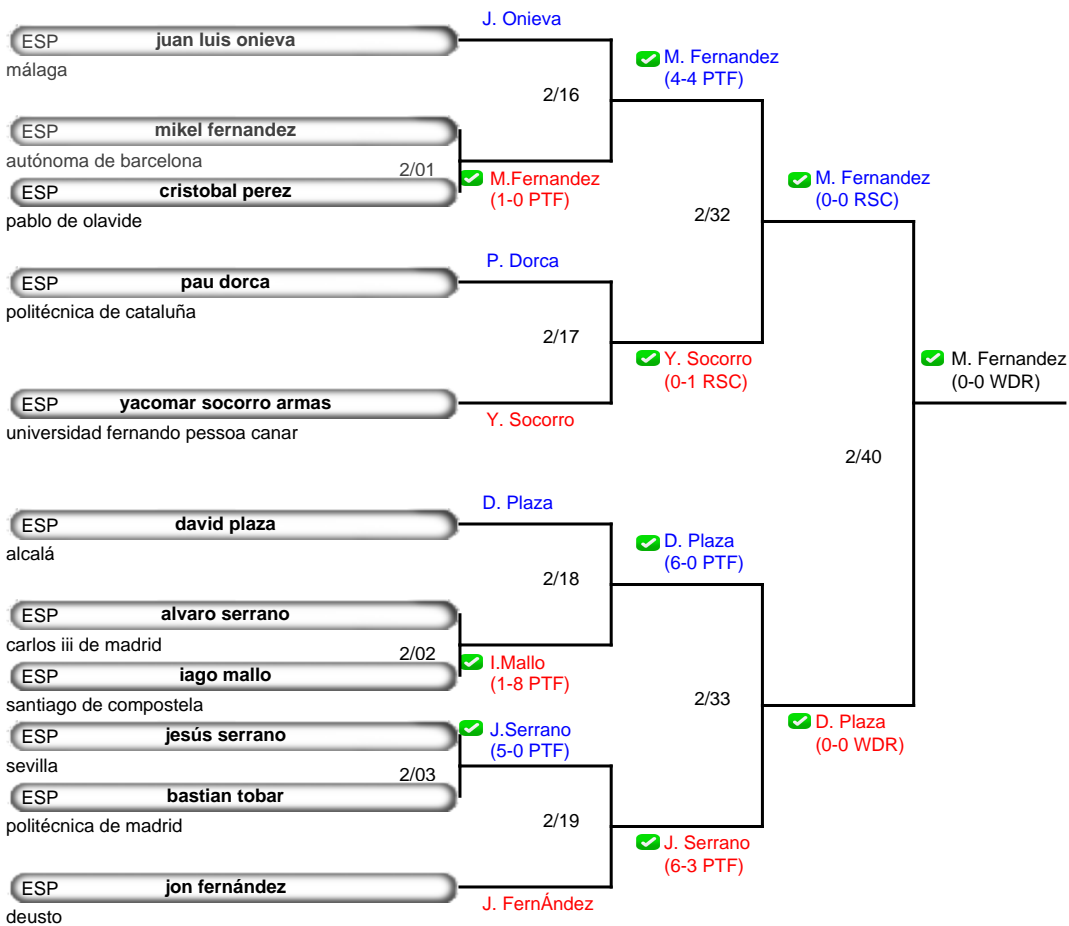 J. Onieva
ESP juan luis onieva
málaga
2/16
M. Fernandez
(4-4 PTF)
ESP mikel fernandez
autónoma de barcelona
2/01
ESP cristobal perez
pablo de olavide
M.Fernandez
(1-0 PTF)
2/32
M. Fernandez
(0-0 RSC)
P. Dorca
ESP pau dorca
politécnica de cataluña
2/17
Y. Socorro
(0-1 RSC)
ESP yacomar socorro armas
universidad fernando pessoa canar
Y. Socorro
M. Fernandez
(0-0 WDR)
2/40
D. Plaza
ESP david plaza
alcalá
2/18
D. Plaza
(6-0 PTF)
ESP alvaro serrano
carlos iii de madrid
2/02
ESP iago mallo
santiago de compostela
I.Mallo
(1-8 PTF)
2/33
D. Plaza
(0-0 WDR)
ESP jesús serrano
sevilla
J.Serrano
(5-0 PTF)
2/03
ESP bastian tobar
politécnica de madrid
2/19
J. Serrano
(6-3 PTF)
ESP jon fernández
deusto
J. FernÁndez